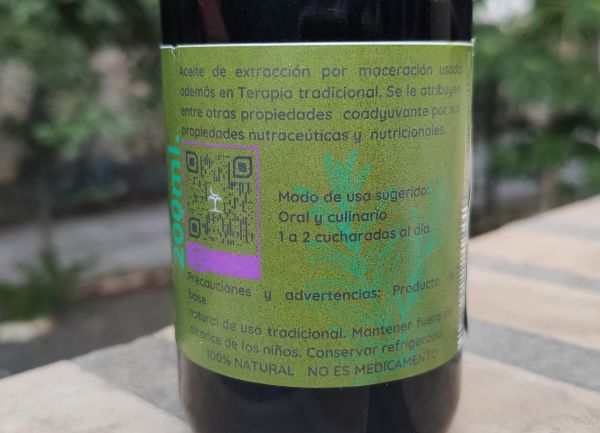 Aceite de extracción por maceración usado
además en Terapia tradicional. Se le atribuyen
entre otras propiedades coadyuvante por sus
propiedades nutraceúticas y nutricionales.
200ml.
Modo de uso sugerido:
Oral y culinario
1 a 2 cucharadas al día.
Precauciones y advertencias: Producto de
base
natural de uso tradicional. Mantener fuera del
alcance de los niños. Conservar refrigerado.
100% NATURAL NO ES MEDICAMENTO